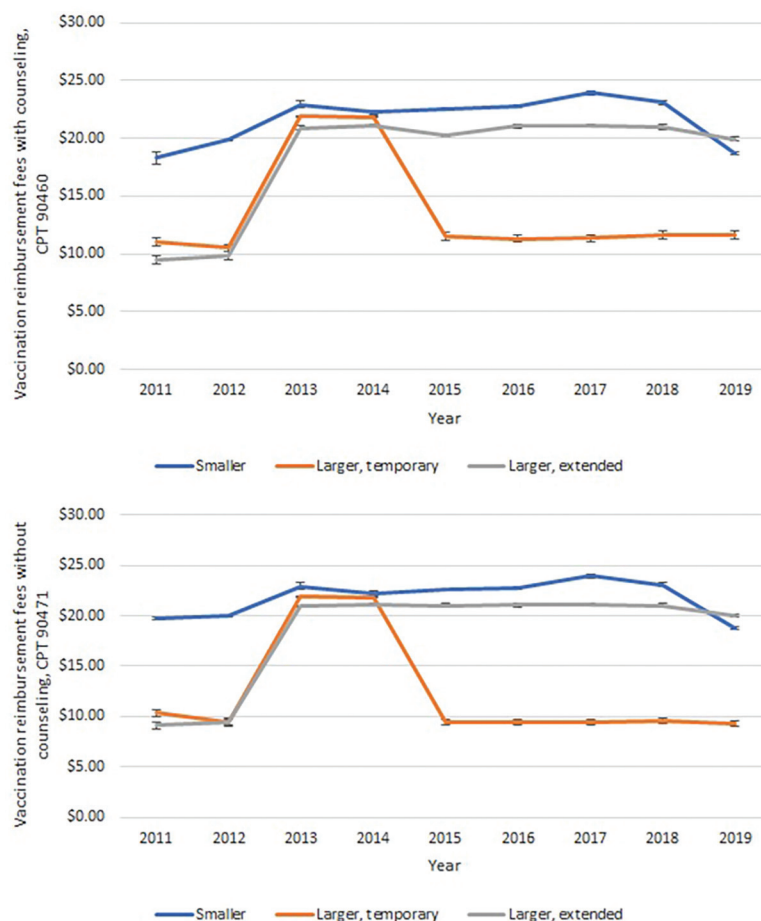 Vaccination reimbursement fees with counseling,
CPT 90460
$30.00
$25.00
$20.00
$15.00
$10.00
$5.00
$0.00
2011 2012 2013 2014 2015 2016 2017 2018 2019
Year
Smaller Larger, temporary Larger, extended
Vaccination reimbursement fees without
counseling, CPT 90471
$30.00
$25.00
$20.00
$15.00
$10.00
$5.00
$0.00
2011 2012 2013 2014 2015 2016 2017 2018 2019
Year
Smaller Larger, temporary Larger, extended